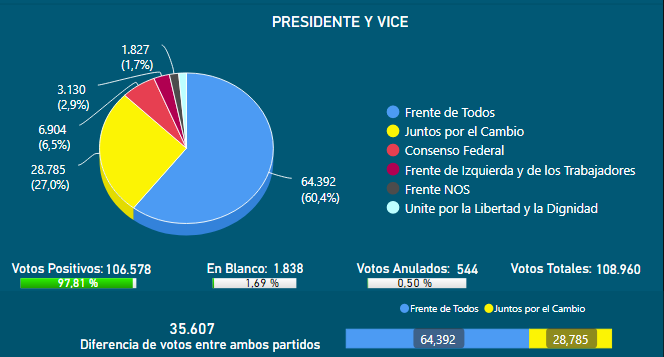 PRESIDENTE Y VICE
1.827
(1,7%)
3.130
(2,9%)
6.904
(6,5%)
28.785
(27,0%)
64.392
(60,4%)
Frente de Todos
Juntos por el Cambio
Consenso Federal
Frente de Izquierda y de los Trabajadores
Frente NOS
Unite por la Libertad y la Dignidad
Votos Positivos: 106.578
97,81 %
En Blanco: 1.838
1,69 %
Votos Anulados: 544
0,50 %
Votos Totales: 108.960
35.607
Diferencia de votos entre ambos partidos
Frente de Todos Juntos por el Cambio
64,392 28,785